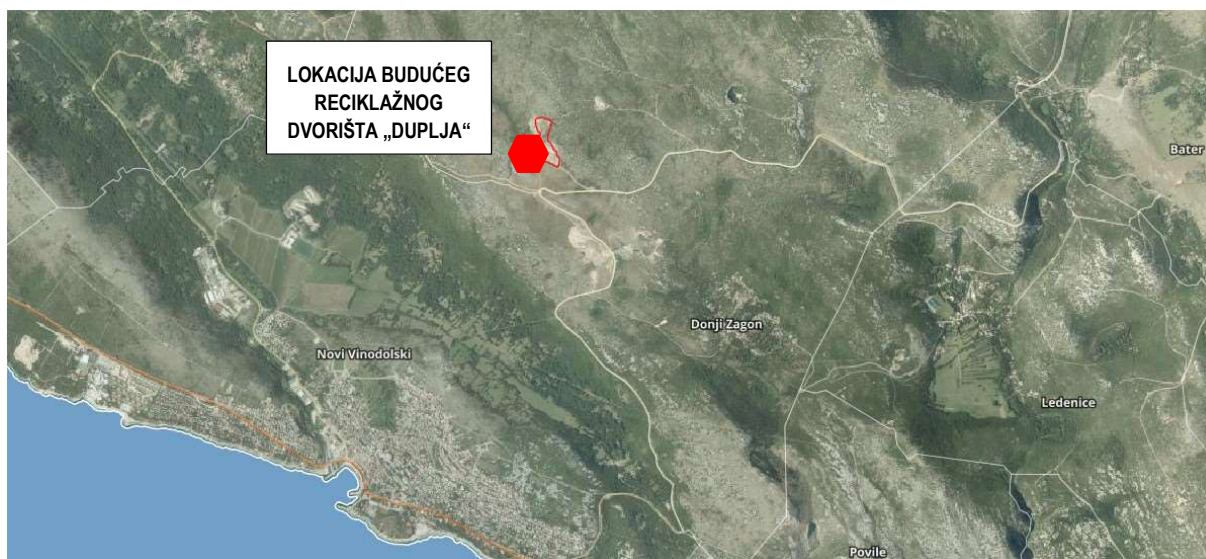 LOKACIJA BUDUĆEG
RECIKLAŽNOG
DVORIŠTA „DUPLJA“
Bater
Donji Zagon
Novi Vinodolski
Ledenice
Povile